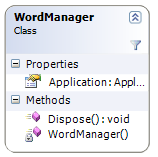 WordManager
Class
Properties
Application: Appl...
Methods
Dispose() : void
WordManager()